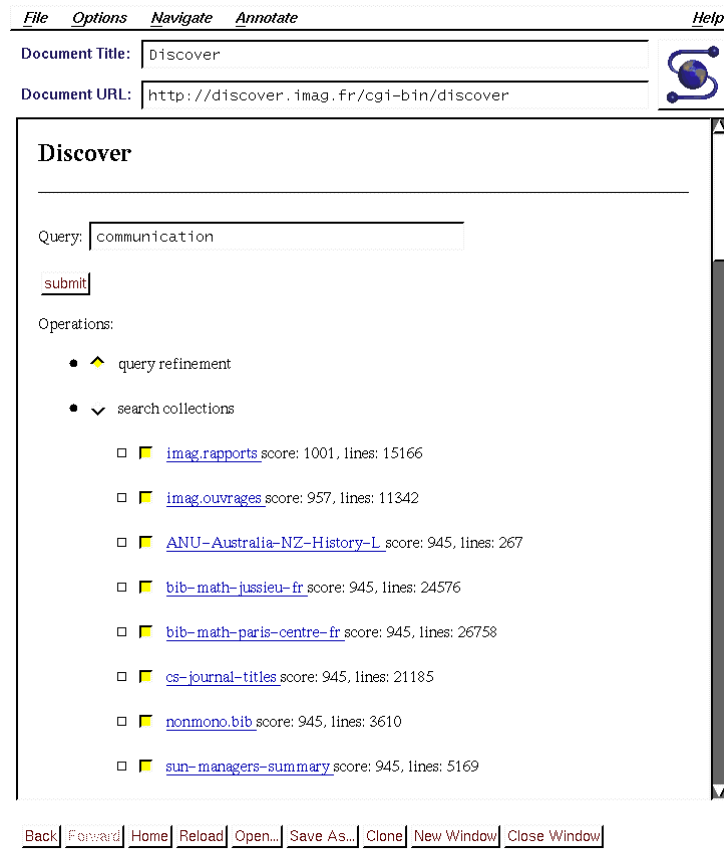 File Options Navigate Annotate Help
Document Title: Discover
Document URL: http://discover.imag.fr/cgi-bin/discover
Discover
Query: communication
submit
Operations:
query refinement
search collections
imag.rapports score: 1001, lines: 15166
imag.ouvrages score: 957, lines: 11342
ANU-Australia-NZ-History-L score: 945, lines: 267
bib-math-jussieu-fr score: 945, lines: 24576
bib-math-paris-centre-fr score: 945, lines: 26758
cs-journal-titles score: 945, lines: 21185
nonmono.bib score: 945, lines: 3610
sun-managers-summary score: 945, lines: 5169
Back Forward Home Reload Open... Save As... Clone New Window Close Window